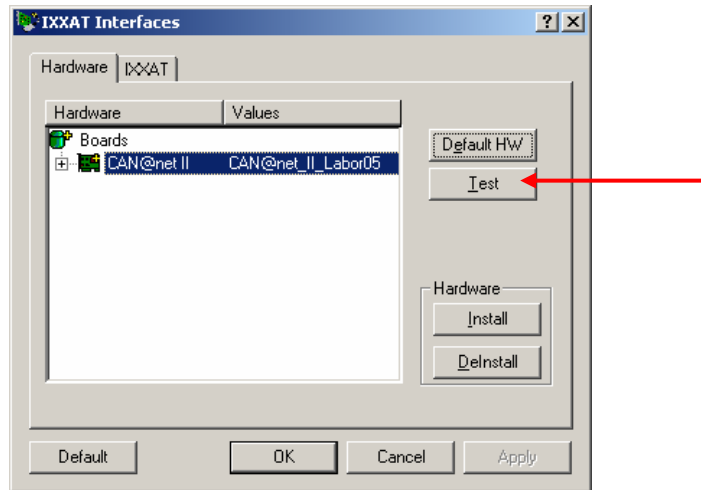 IXXAT Interfaces
Hardware IXXAT
Hardware Values
Boards
CAN@net II CAN@net_II_Labor05
Default HW
Test
Hardware
Install
DeInstall
Default OK Cancel Apply